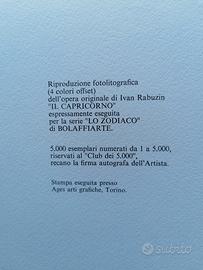 Riproduzione fotolitografica
(4 colori offset)
dell'opera originale di Ivan Rabuzin
"IL CAPRICORNO"
espressamente eseguita
per la serie "LO ZODIACO"
di BOLAFFIARTE.
5.000 esemplari numerati da 1 a 5.000,
riservati al "Club dei 5.000",
recano la firma autografa dell'Artista.
Stampa eseguita presso
Ages arti grafiche, Torino.
subito